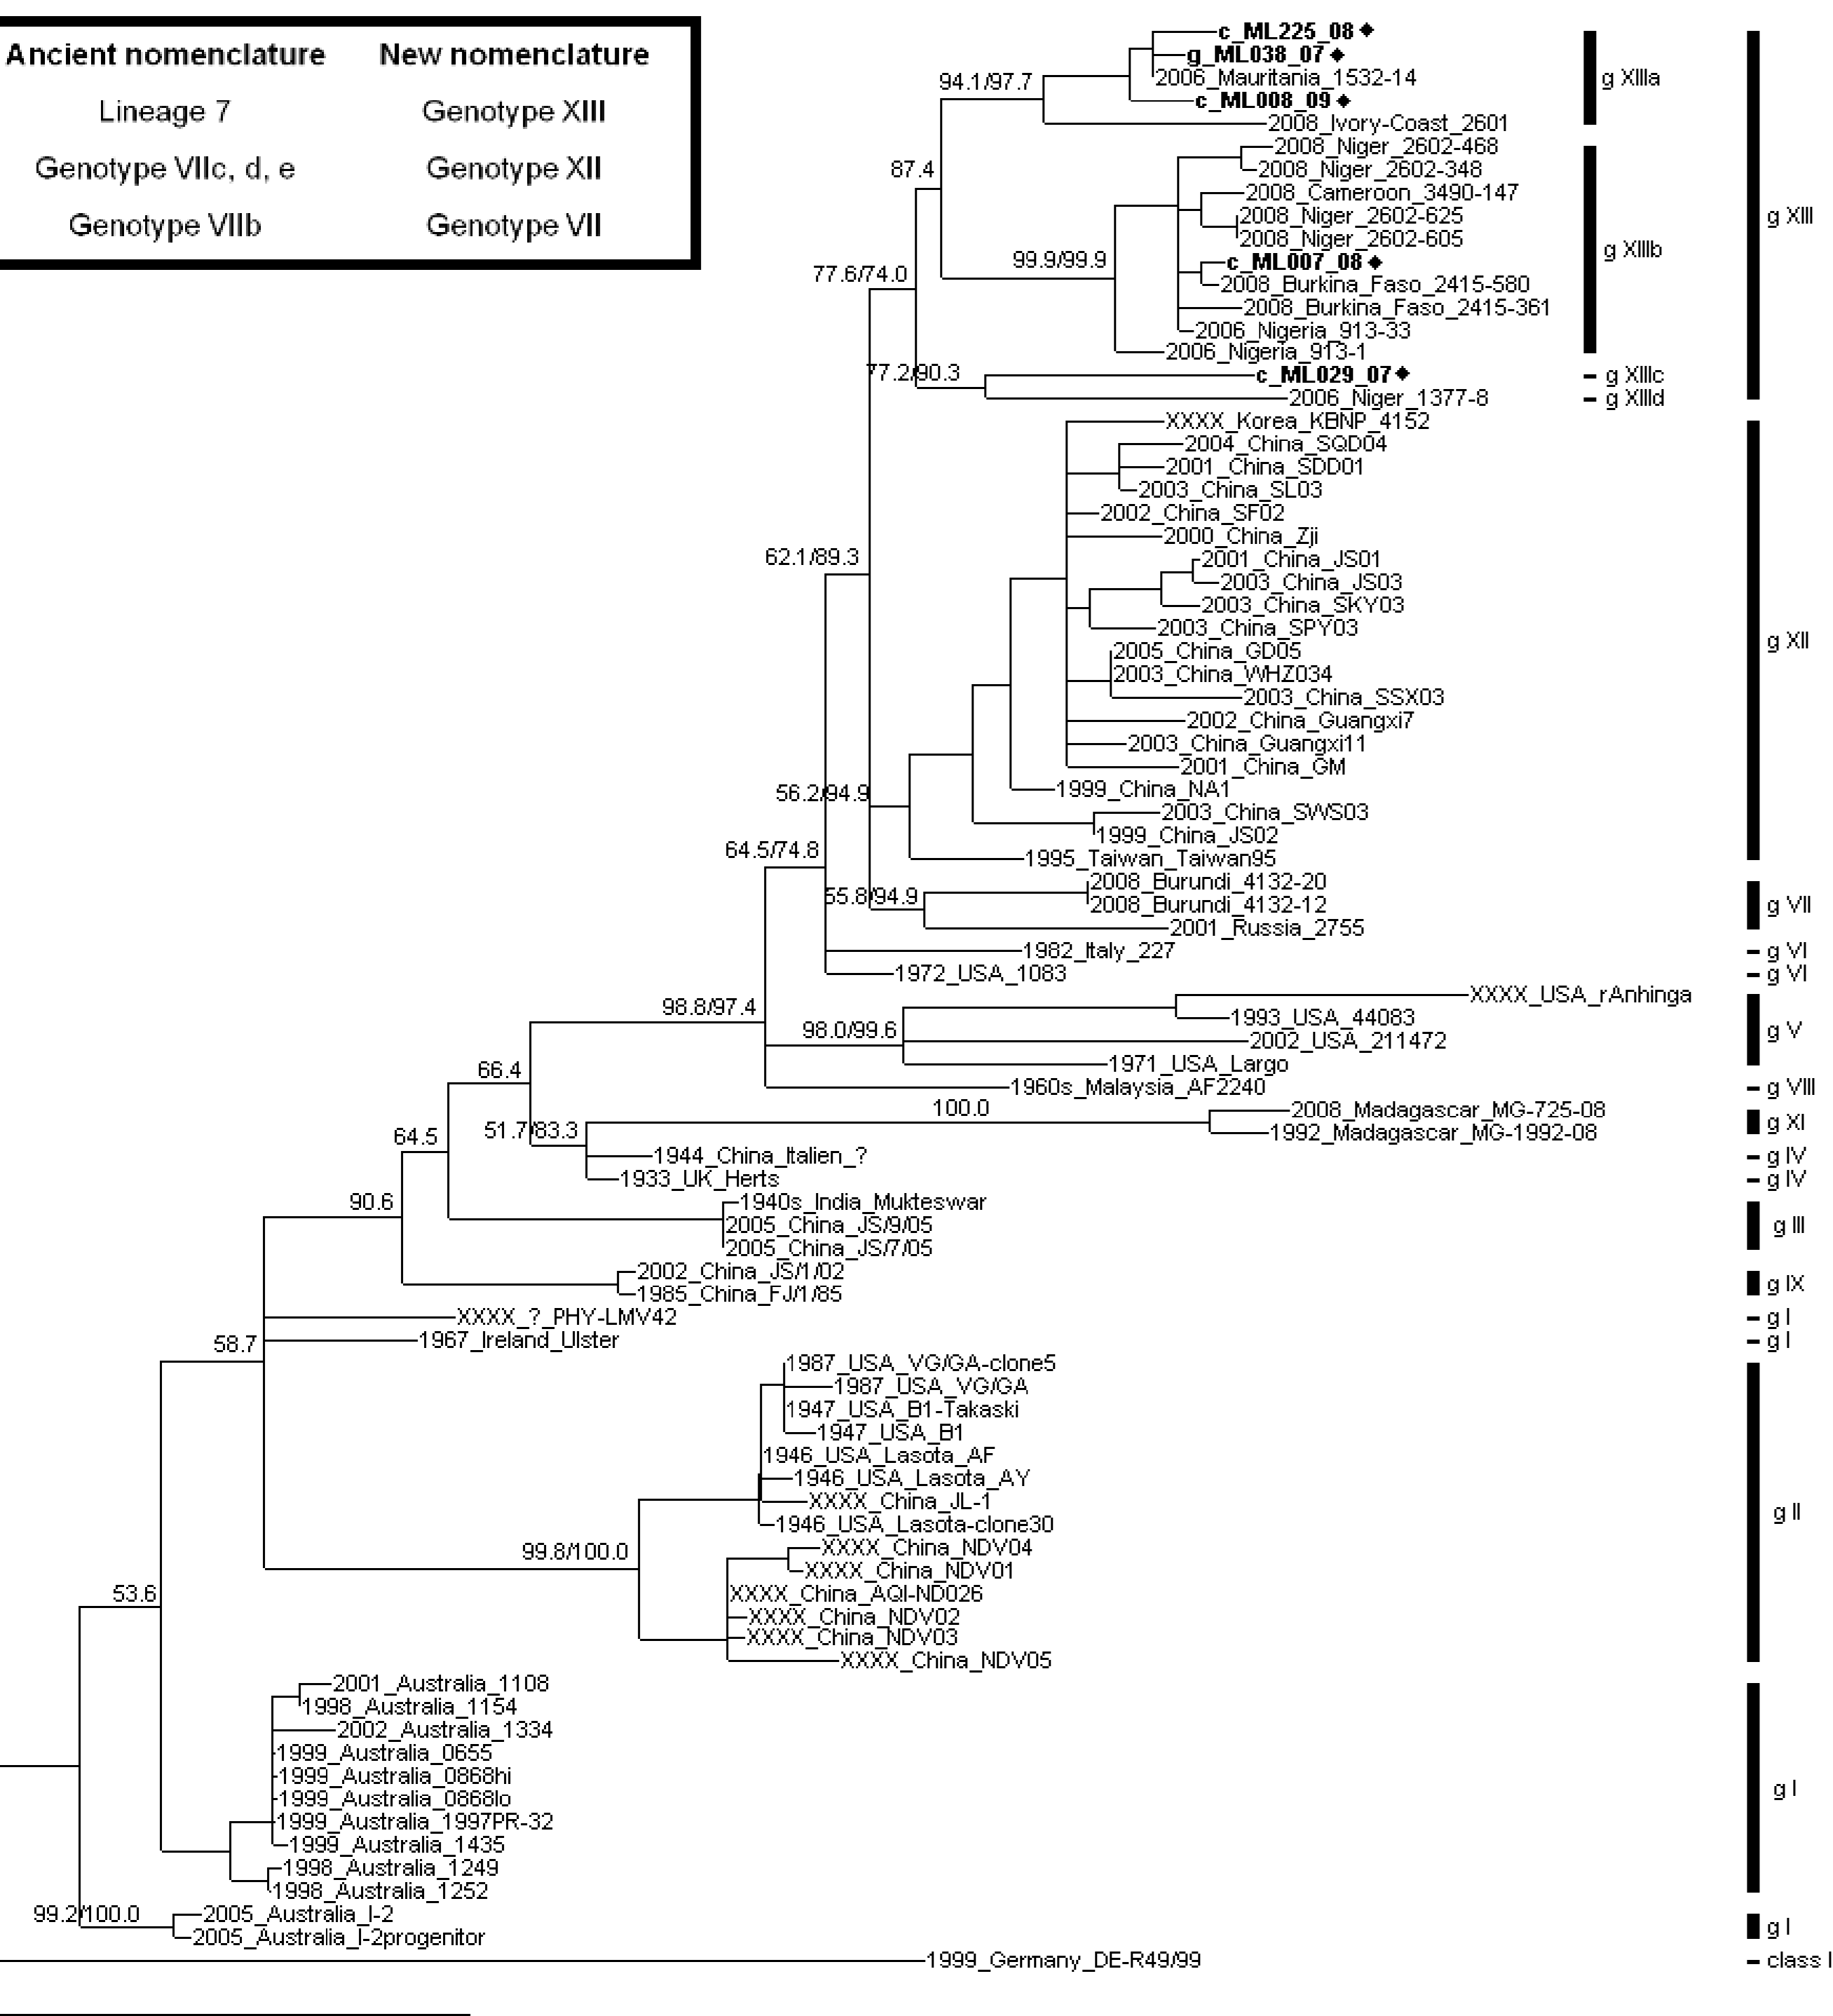 Ancient nomenclature New nomenclature
Lineage 7 Genotype XIII
Genotype VIIc, d, e Genotype XII
Genotype VIIb Genotype VII
c_ML225_08
g_ML038_07
2006_Mauritania_1532-14
94.1/97.7
g XIIIa
c_ML008_09
2008_Ivory-Coast_2601
2008_Niger_2602-468
87.4
2008_Niger_2602-348
2008_Cameroon_3490-147
2008_Niger_2602-625
g XIII
2008_Niger_2602-605
g XIIIb
99.9/99.9
c_ML007_08
77.6/74.0
2008_Burkina_Faso_2415-580
2008_Burkina_Faso_2415-361
2006_Nigeria_913-33
2006_Nigeria_913-1
77.2/90.3
c_ML029_07
g XIIIc
2006_Niger_1377-8
g XIIId
XXXX_Korea_KBNP_4152
2004_China_SQD04
2001_China_SDD01
2003_China_SL03
2002_China_SF02
2000_China_Zji
62.1/89.3
2001_China_JS01
2003_China_JS03
2003_China_SKY03
2003_China_SPY03
g XII
2005_China_GD05
2003_China_WHZ034
2003_China_SSX03
2002_China_Guangxi7
2003_China_Guangxi11
2001_China_GM
1999_China_NA1
56.2/94.9
2003_China_SWS03
1999_China_JS02
64.5/74.8
1995_Taiwan_Taiwan95
2008_Burundi_4132-20
55.8/94.9
2008_Burundi_4132-12
g VII
2001_Russia_2755
1982_Italy_227
g VI
1972_USA_1083
g VI
XXXX_USA_rAnhinga
98.8/97.4
1993_USA_44083
98.0/99.6
g V
2002_USA_211472
1971_USA_Largo
66.4
1960s_Malaysia_AF2240
g VIII
100.0
2008_Madagascar_MG-725-08
g XI
51.7/83.3
1992_Madagascar_MG-1992-08
64.5
1944_China_Italien_?
g IV
1933_UK_Herts
g IV
90.6
1940s_India_Mukteswar
2005_China_JS/9/05
g III
2005_China_JS/7/05
2002_China_JS/1/02
g IX
1985_China_FJ/1/85
XXXX_?_PHY-LMV42
g I
58.7
1967_Ireland_Ulster
g I
1987_USA_VG/GA-clone5
1987_USA_VG/GA
1947_USA_B1-Takaski
1947_USA_B1
1946_USA_Lasota_AF
1946_USA_Lasota_AY
XXXX_China_JL-1
g II
1946_USA_Lasota-clone30
99.8/100.0
XXXX_China_NDV04
XXXX_China_NDV01
53.6
XXXX_China_AQI-ND026
XXXX_China_NDV02
XXXX_China_NDV03
XXXX_China_NDV05
2001_Australia_1108
1998_Australia_1154
2002_Australia_1334
1999_Australia_0655
1999_Australia_0868hi
g I
1999_Australia_0868lo
1999_Australia_1997PR-32
1999_Australia_1435
1998_Australia_1249
1998_Australia_1252
99.2/100.0
2005_Australia_I-2
g I
2005_Australia_I-2progenitor
1999_Germany_DE-R49/99
class I